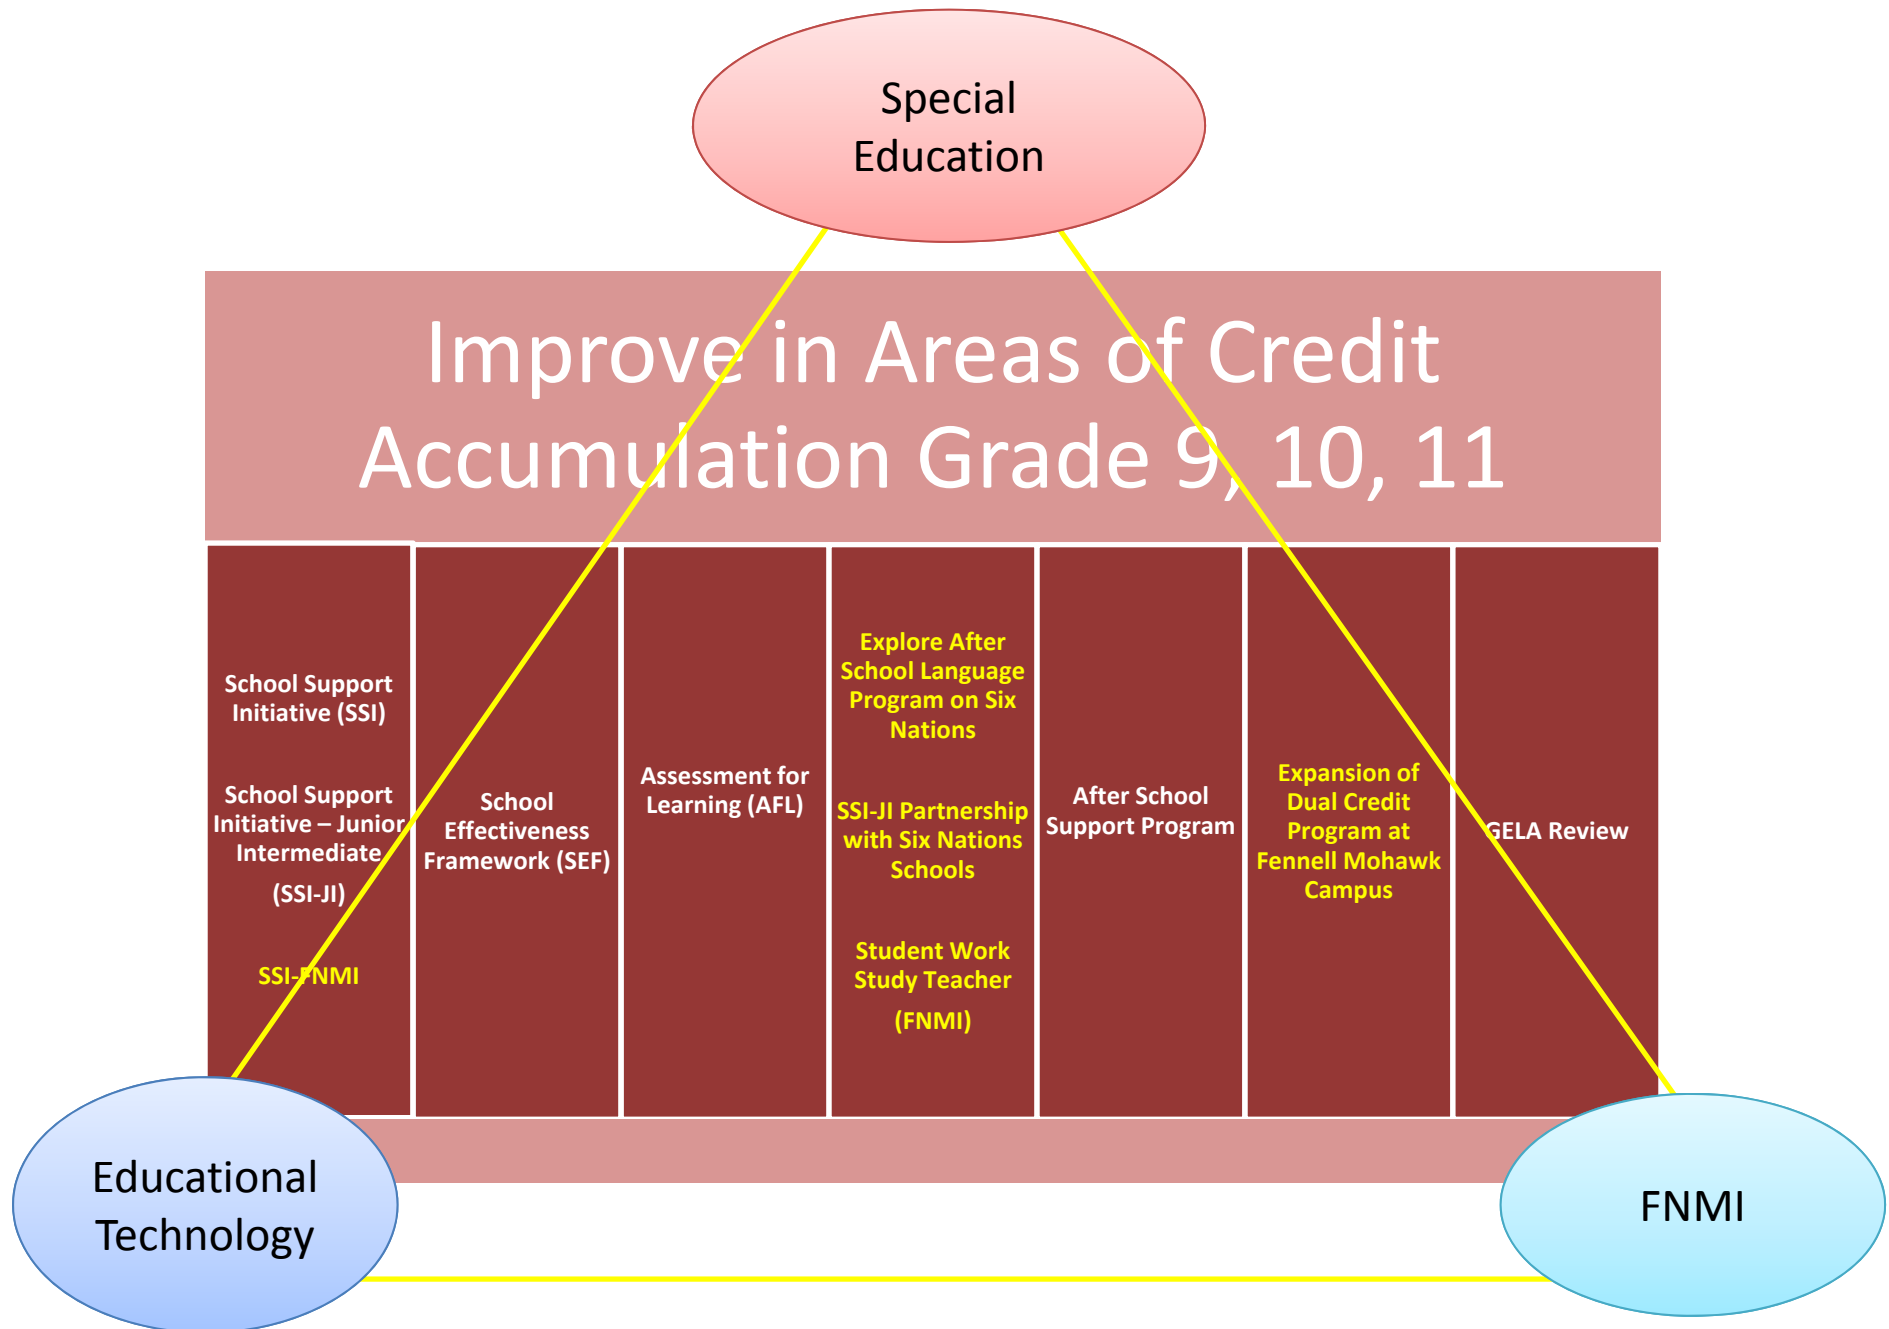 Special
Education
Improve in Areas of Credit
Accumulation Grade 9, 10, 11
School Support
Initiative (SSI)
School Support
Initiative – Junior
Intermediate
(SSI-JI)
SSI-FNMI
School
Effectiveness
Framework (SEF)
Assessment for
Learning (AFL)
Explore After
School Language
Program on Six
Nations
SSI-JI Partnership
with Six Nations
Schools
Student Work
Study Teacher
(FNMI)
After School
Support Program
Expansion of
Dual Credit
Program at
Fennell Mohawk
Campus
GELA Review
Educational
Technology
FNMI